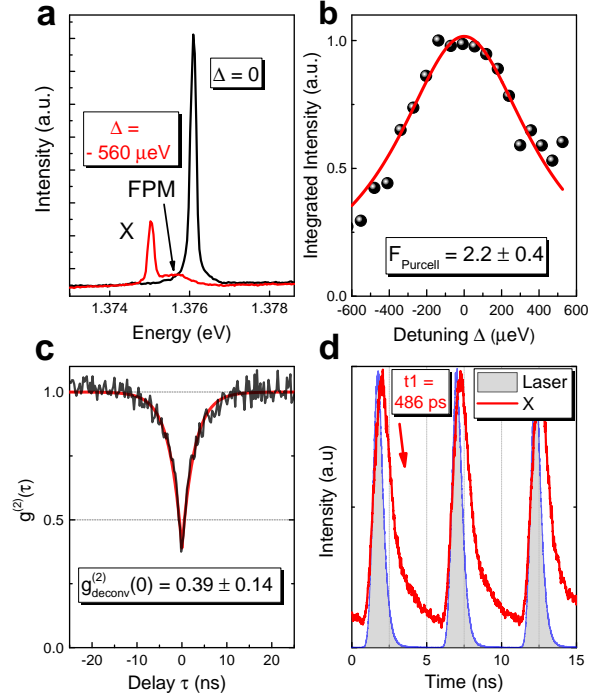 a
Intensity (a.u.)
Δ = 0
Δ =
- 560 µeV
FPM
X
1.374
1.376
1.378
Energy (eV)
b
Integrated Intensity (a.u.)
1.0
0.5
0.0
F_Purcell = 2.2 ± 0.4
-600
-400
-200
0
200
400
600
Detuning Δ (µeV)
c
g^(2)(τ)
1.0
0.5
0.0
g^(2)_deconv(0) = 0.39 ± 0.14
-20
-10
0
10
20
Delay τ (ns)
d
Intensity (a.u)
t1 =
486 ps
Laser
X
0
5
10
15
Time (ns)